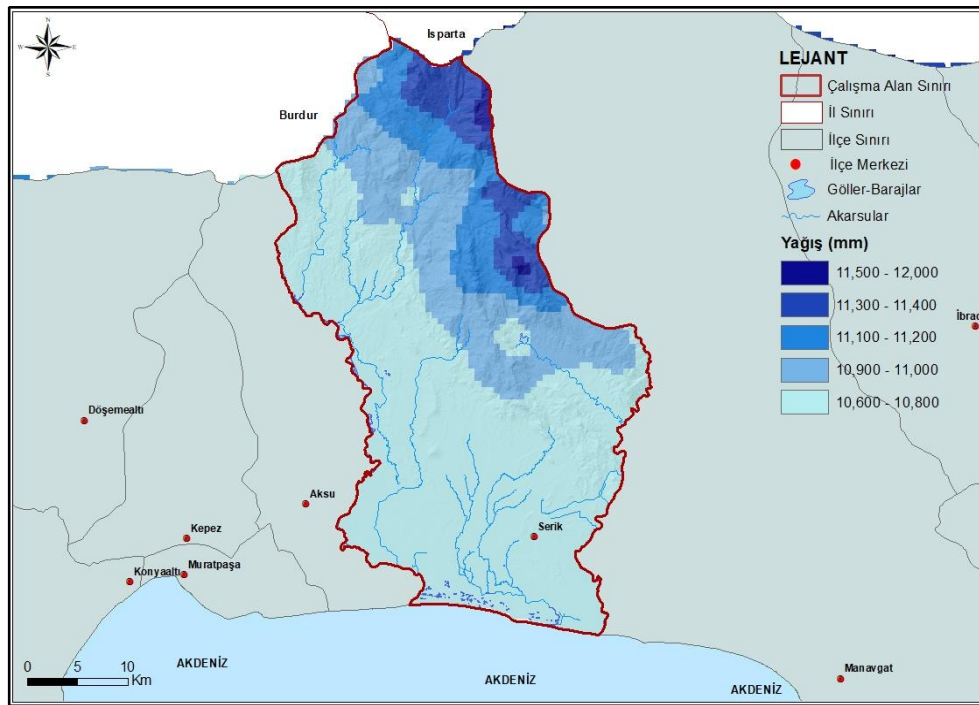 N
W
E
S
Isparta
Burdur
LEJANT
Çalışma Alan Sınırı
İl Sınırı
İlçe Sınırı
İlçe Merkezi
Göller-Barajlar
Akarsular
Yağış (mm)
11,500 - 12,000
11,300 - 11,400
11,100 - 11,200
10,900 - 11,000
10,600 - 10,800
İbrad
Döşemealtı
Aksu
Kepez
Serik
Konyaaltı
Muratpaşa
0 5 10
Km
AKDENİZ
AKDENİZ
AKDENİZ
Manavgat